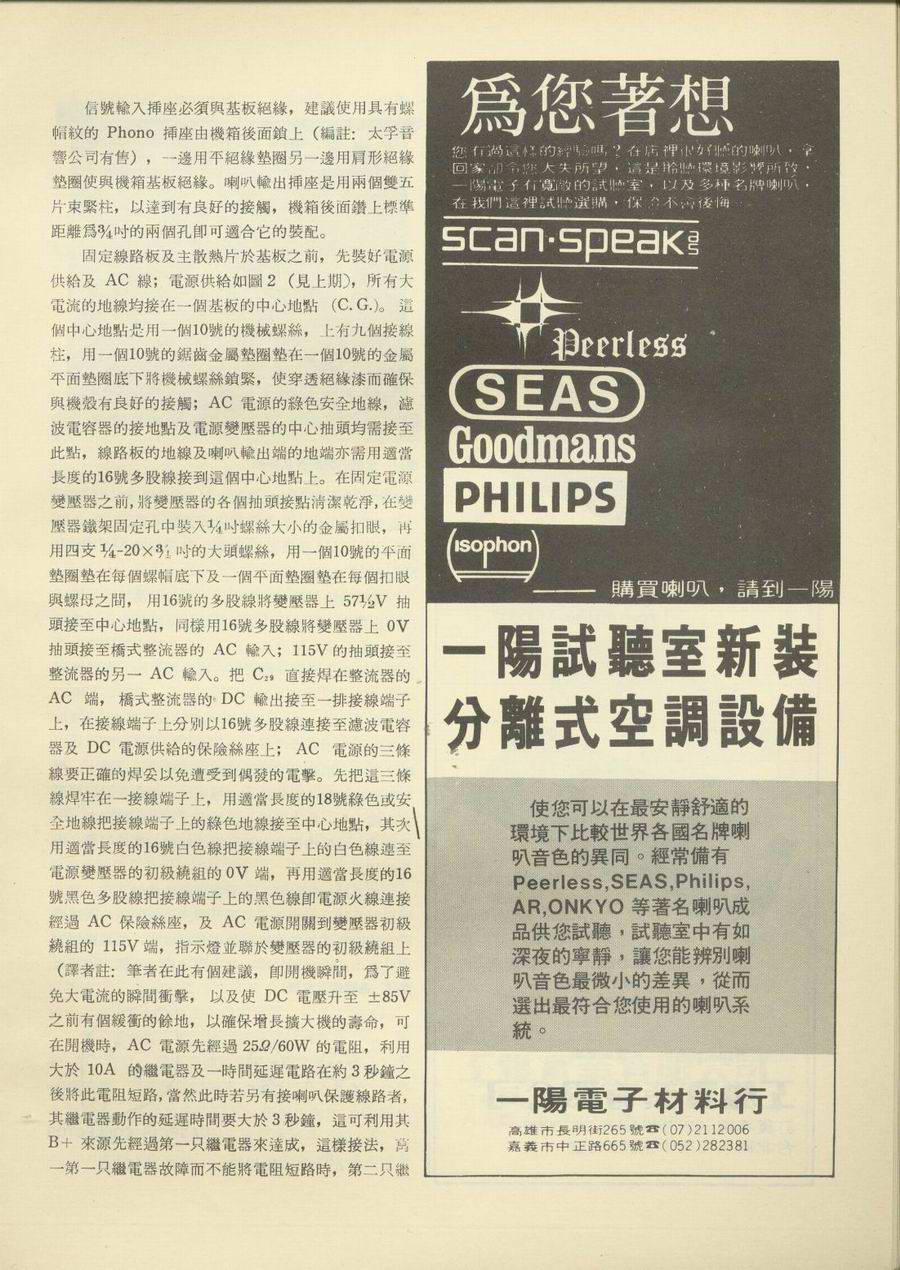 信號輸入揷座必須與基板絕緣，建議使用具有螺
帽紋的 Phono 揷座由機箱後面鎖上（編註：太孚音
響公司有售），一邊用平絕緣墊圈另一邊用肩形絕緣
墊圈使與機箱基板絕緣。喇叭輸出揷座是用兩個雙五
片束緊柱，以達到有良好的接觸，機箱後面鑽上標準
距離爲¾吋的兩個孔卽可適合它的裝配。
固定線路板及主散熱片於基板之前，先裝好電源
供給及 AC 線；電源供給如圖 2 （見上期），所有大
電流的地線均接在一個基板的中心地點 （C. G.）。 這
個中心地點是用一個10號的機械螺絲，上有九個接線
柱，用一個10號的鋸齒金屬墊圈墊在一個10號的金屬
平面墊圈底下將機械螺絲鎖緊，使穿透絕緣漆而確保
與機殼有良好的接觸；AC 電源的綠色安全地線，濾
波電容器的接地點及電源變壓器的中心抽頭均需接至
此點，線路板的地線及喇叭輸出端的地端亦需用適當
長度的16號多股線接到這個中心地點上。在固定電源
變壓器之前，將變壓器的各個抽頭接點淸潔乾淨，在變
壓器鐵架固定孔中裝入¼吋螺絲大小的金屬扣眼，再
用四支 ¼-20× 吋的大頭螺絲，用一個10號的平面
墊圈墊在每個螺帽底下及一個平面墊圈墊在每個扣眼
與螺母之間， 用16號的多股線將變壓器上 57½V 抽
頭接至中心地點，同樣用16號多股線將變壓器上 0V
抽頭接至橋式整流器的 AC 輸入；115V 的抽頭接至
整流器的另一 AC 輸入。把 C₂₉ 直接焊在整流器的
AC 端， 橋式整流器的 DC 輸出接至一排接線端子
上，在接線端子上分別以16號多股線連接至濾波電容
器及 DC 電源供給的保險絲座上； AC 電源的三條
線要正確的焊妥以免遭受到偶發的電擊。先把這三條
線焊牢在一接線端子上，用適當長度的18號綠色或安
全地線把接線端子上的綠色地線接至中心地點，其次
用適當長度的16號白色線把接線端子上的白色線連至
電源變壓器的初級繞組的 0V 端，再用適當長度的16
號黑色多股線把接線端子上的黑色線卽電源火線連接
經過 AC 保險絲座，及 AC 電源開關到變壓器初級
繞組的 115V 端，指示燈並聯於變壓器的初級繞組上
（譯者註：筆者在此有個建議，卽開機瞬間，爲了避
免大電流的瞬間衝擊， 以及使 DC 電壓升至 ±85V
之前有個緩衝的餘地，以確保增長擴大機的壽命，可
在開機時，AC 電源先經過 25Ω/60W 的電阻，利用
大於 10A 的繼電器及一時間延遲電路在約 3 秒鐘之
後將此電阻短路，當然此時若另有接喇叭保護線路者，
其繼電器動作的延遲時間要大於 3 秒鐘，這可利用其
B+ 來源先經過第一只繼電器來達成，這樣接法，萬
一第一只繼電器故障而不能將電阻短路時，第二只繼
爲您著想
您有過這樣的經驗嗎？在店裡很好聽的喇叭，拿
回家却令您大失所望，這是聆聽環境影響所致，
一陽電子有寬敞的試聽室，以及多種名牌喇叭，
在我們這裡試聽選購，保 不會後悔
scan-speak a/s
Peerless
SEAS
Goodmans
PHILIPS
isophon
—— 購買喇叭，請到一陽
一陽試聽室新裝
分離式空調設備
使您可以在最安靜舒適的
環境下比較世界各國名牌喇
叭音色的異同。經常備有
Peerless,SEAS,Philips,
AR,ONKYO 等著名喇叭成
品供您試聽，試聽室中有如
深夜的寧靜，讓您能辨別喇
叭音色最微小的差異，從而
選出最符合您使用的喇叭系
統。
一陽電子材料行
高雄市長明街265號☎(07)2112006
嘉義市中正路665號☎(052)282381